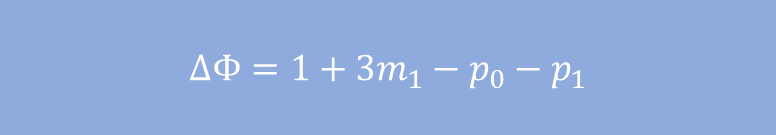 ΔΦ = 1 + 3m₁ − p₀ − p₁